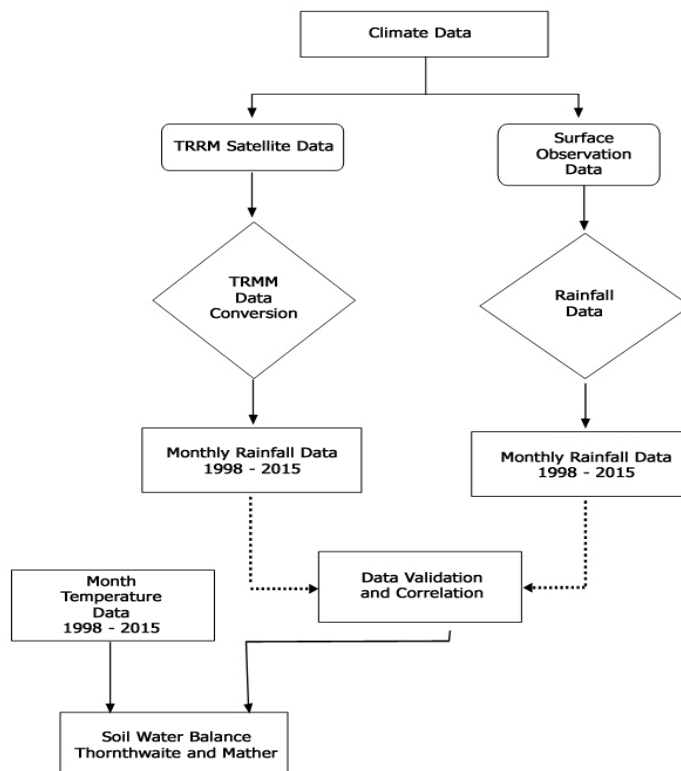 Climate Data
TRRM Satellite Data
Surface
Observation
Data
TRMM
Data
Conversion
Rainfall
Data
Monthly Rainfall Data
1998 - 2015
Monthly Rainfall Data
1998 - 2015
Month
Temperature
Data
1998 - 2015
Data Validation
and Correlation
Soil Water Balance
Thornthwaite and Mather